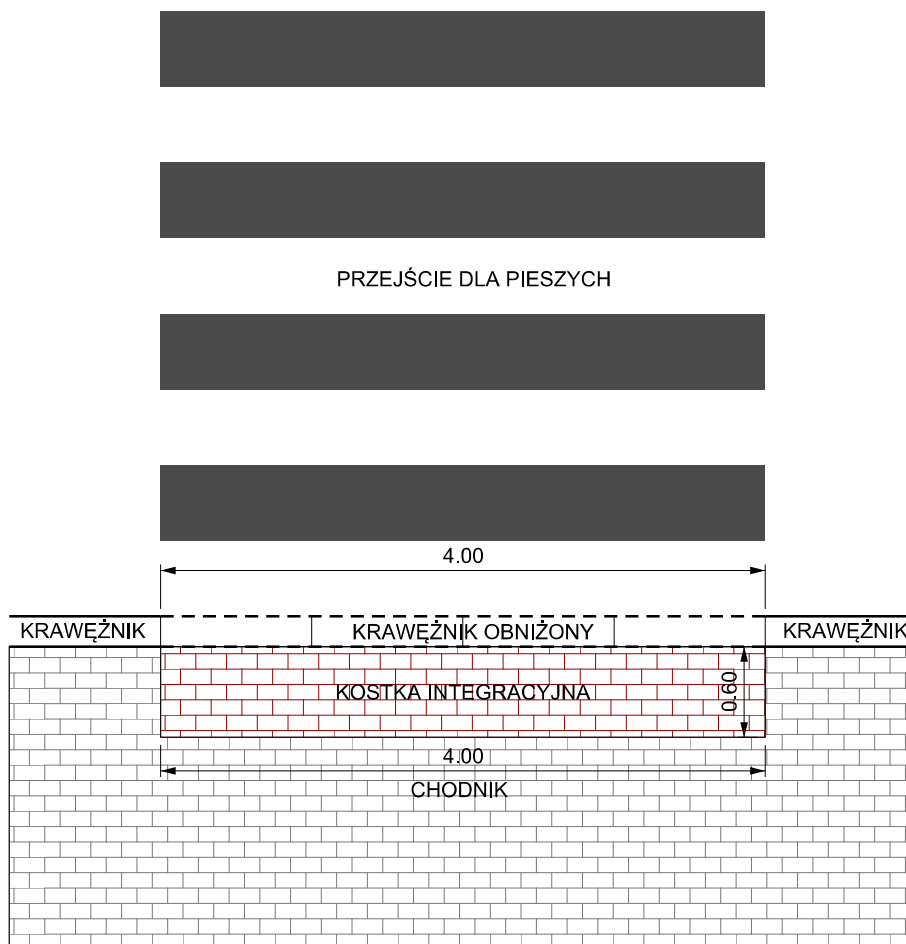 PRZEJŚCIE DLA PIESZYCH
4.00
KRAWĘŻNIK
KRAWĘŻNIK OBNIŻONY
KRAWĘŻNIK
KOSTKA INTEGRACYJNA
0.60
4.00
CHODNIK